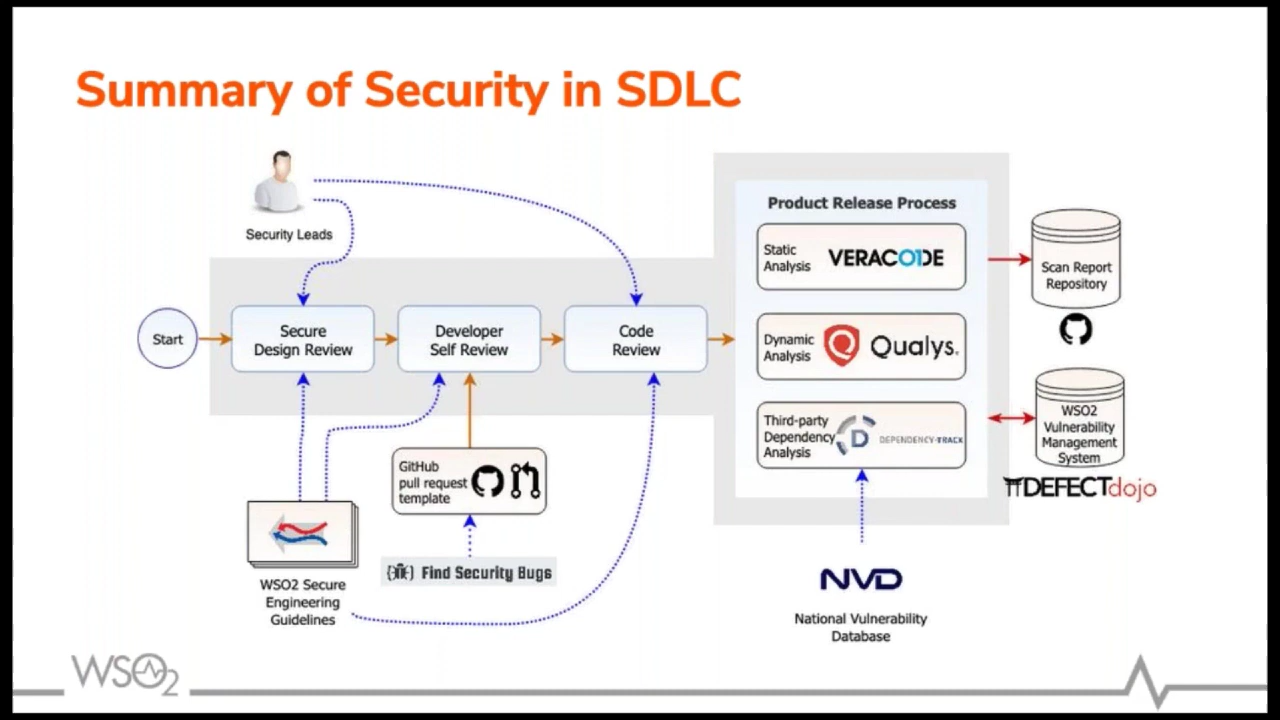 Summary of Security in SDLC
Security Leads
Start
Secure
Design Review
Developer
Self Review
Code
Review
Product Release Process
Static
Analysis
VERACODE
Dynamic
Analysis
Qualys.
Third-party
Dependency
Analysis
D
DEPENDENCY-TRACK
Scan Report
Repository
WSO2
Vulnerability
Management
System
DEFECTdojo
GitHub
pull request
template
Find Security Bugs
WSO2 Secure
Engineering
Guidelines
NVD
National Vulnerability
Database
WSO2